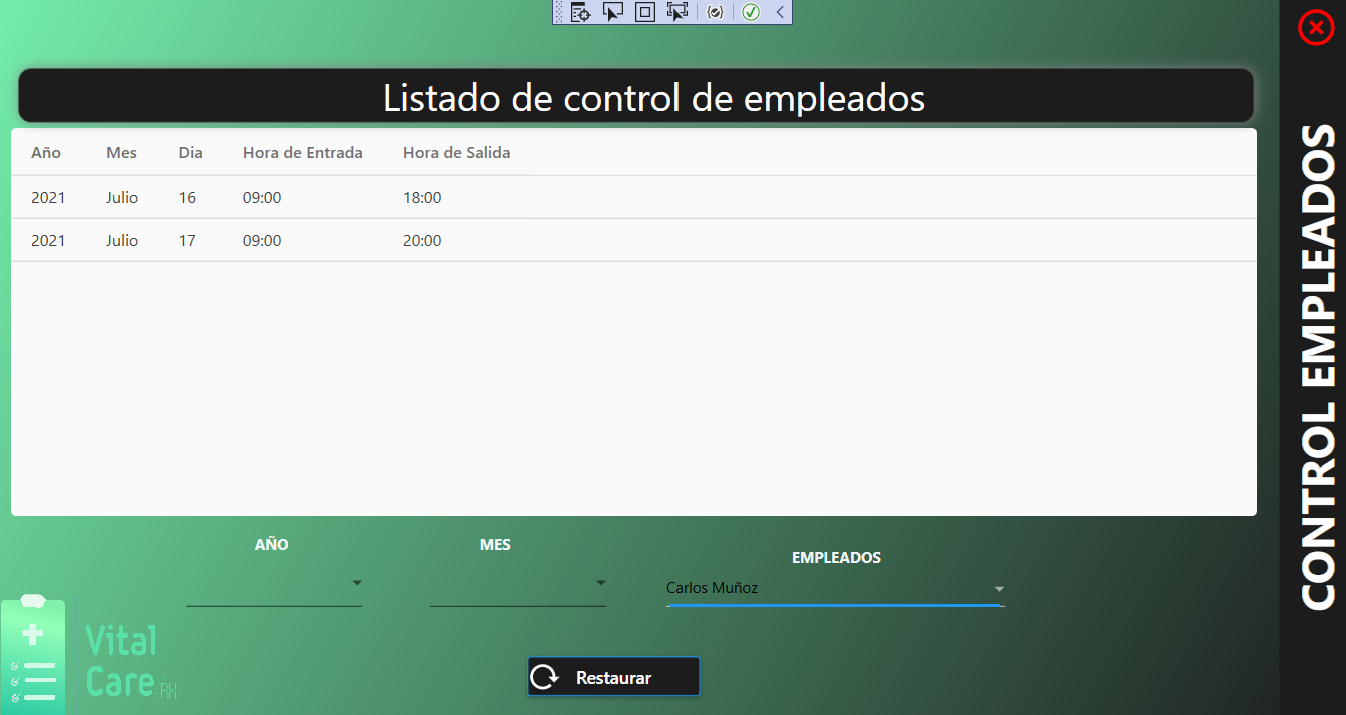 Listado de control de empleados
Año Mes Dia Hora de Entrada Hora de Salida
2021 Julio 16 09:00 18:00
2021 Julio 17 09:00 20:00
AÑO MES EMPLEADOS
Carlos Muñoz
Restaurar
Vital
Care RX
CONTROL EMPLEADOS